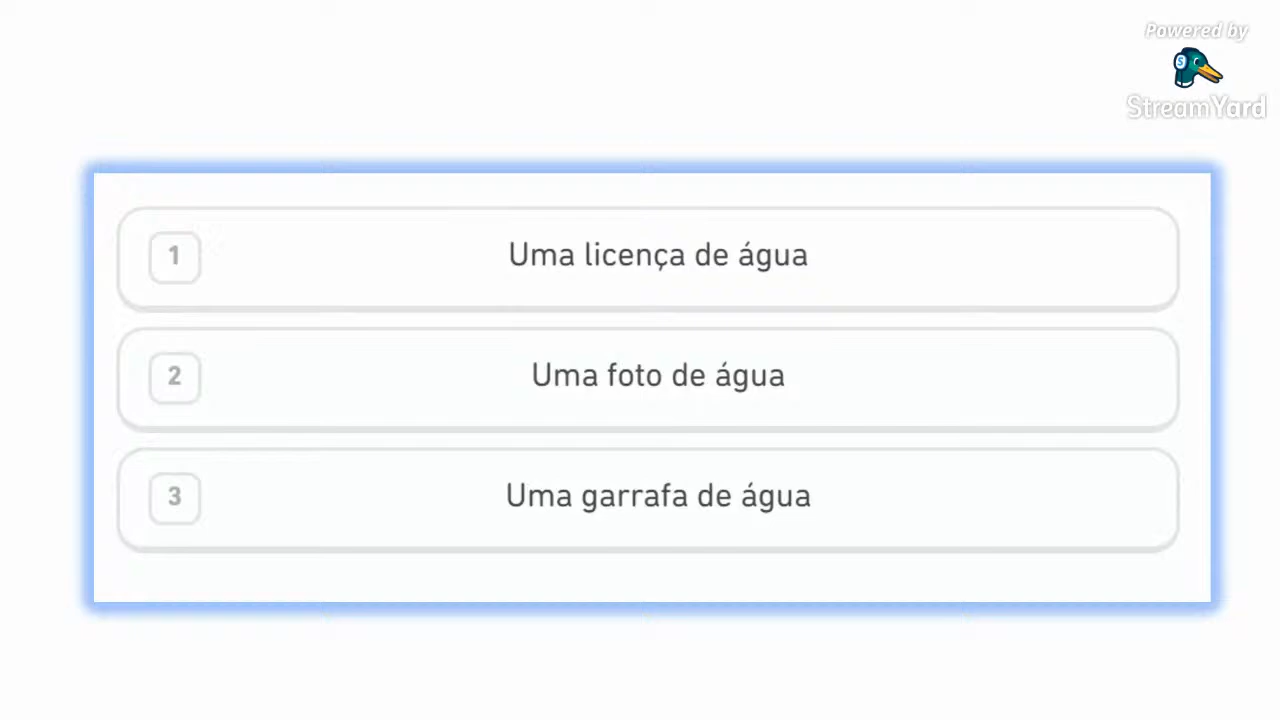 Powered by
StreamYard
1
Uma licença de água
2
Uma foto de água
3
Uma garrafa de água